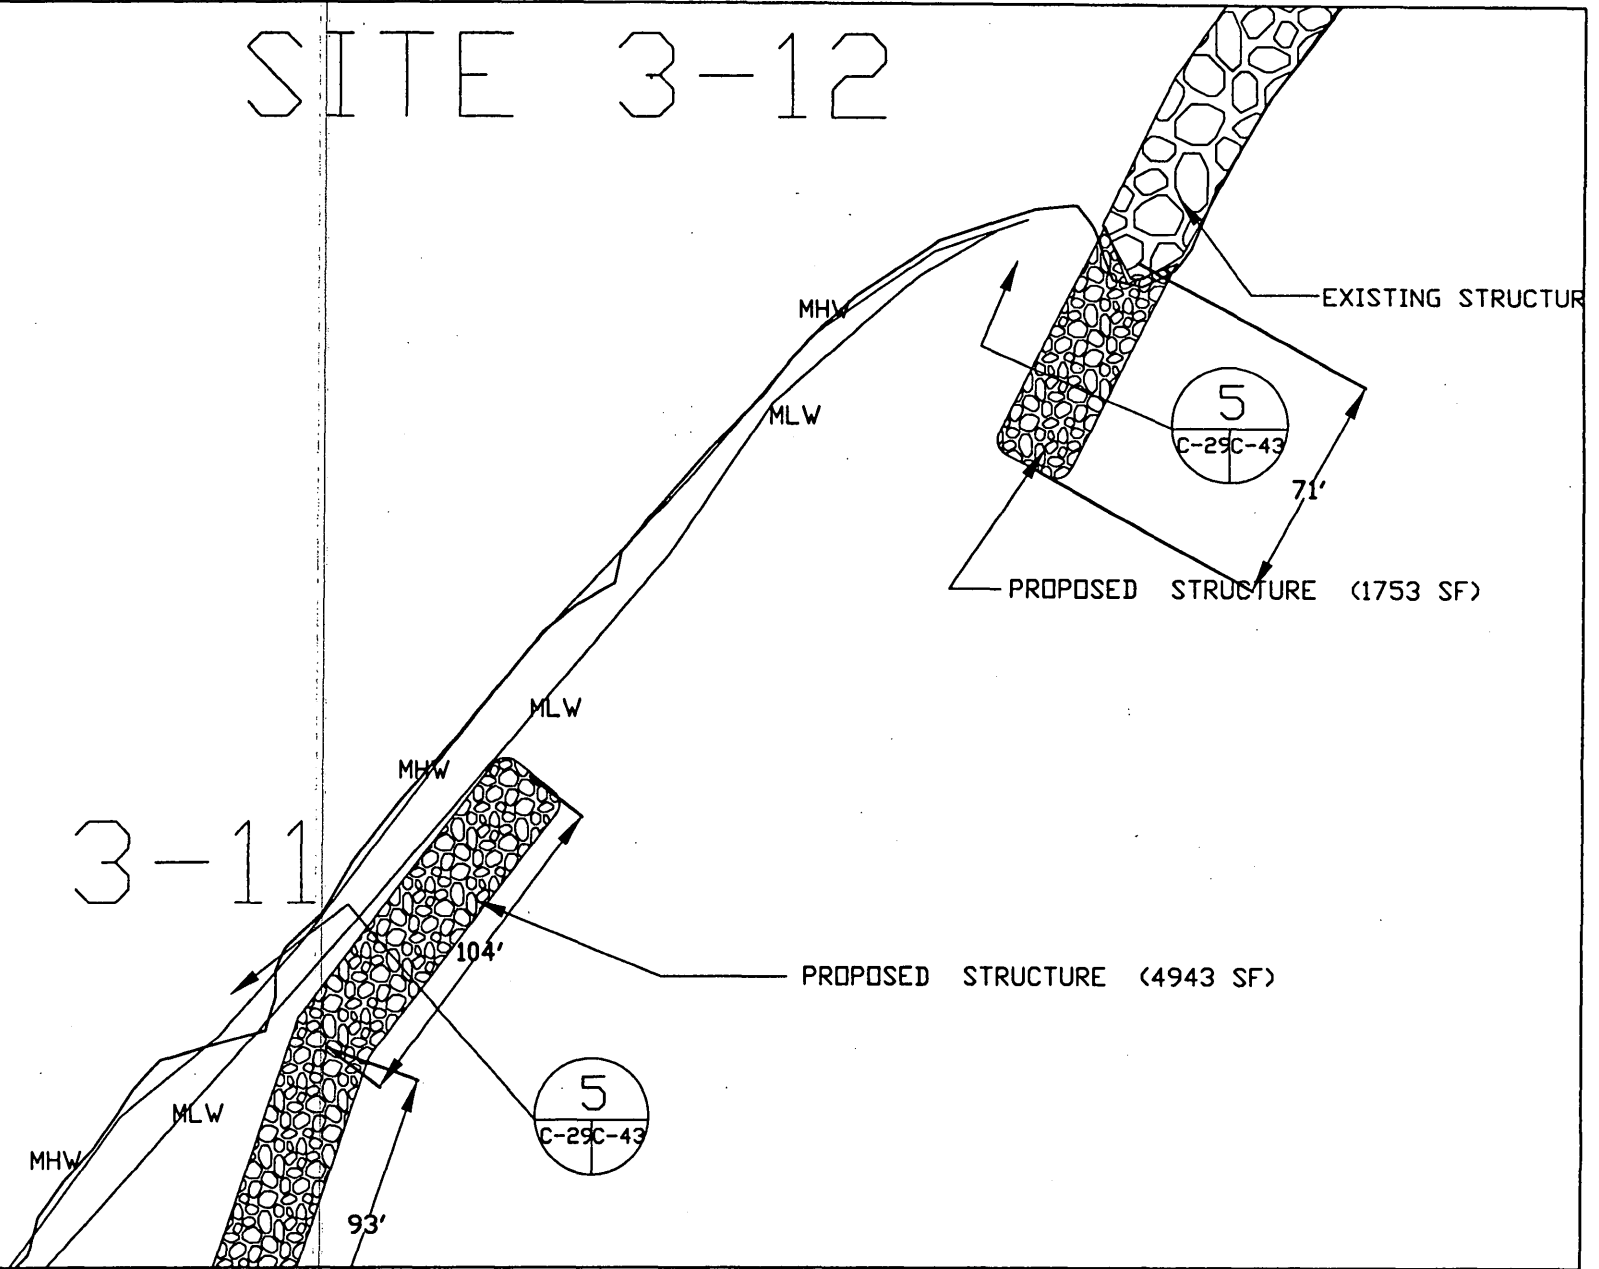 SITE 3-12
EXISTING STRUCTUR
MHW
MLW
5
C-29 C-43
71'
PROPOSED STRUCTURE (1753 SF)
MLW
MHW
3-11
104'
PROPOSED STRUCTURE (4943 SF)
5
C-29 C-43
MLW
MHW
93'